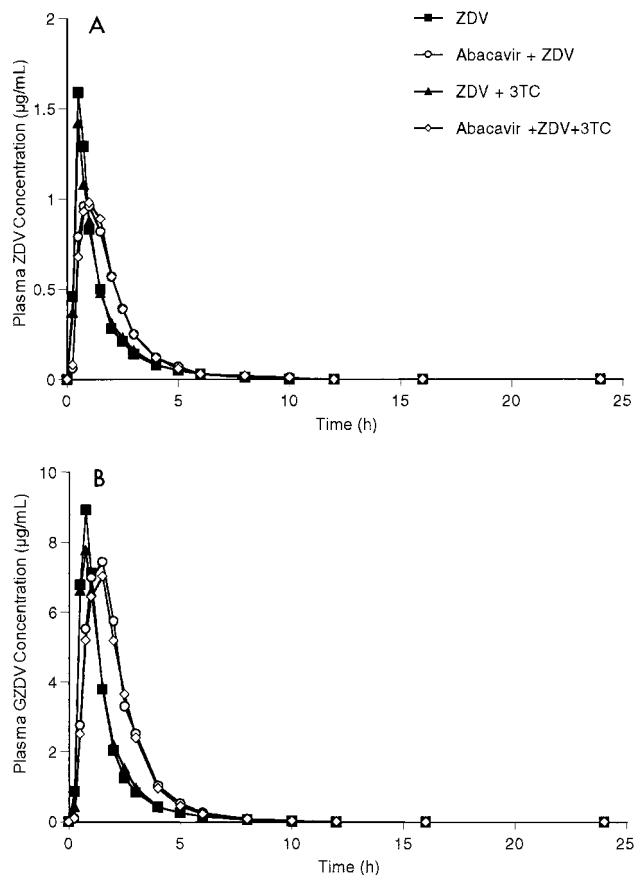 A
ZDV
Abacavir + ZDV
ZDV + 3TC
Abacavir +ZDV+3TC
Plasma ZDV Concentration (µg/mL)
2
1.5
1
0.5
0
0 5 10 15 20 25
Time (h)
B
Plasma GZDV Concentration (µg/mL)
10
8
6
4
2
0
0 5 10 15 20 25
Time (h)